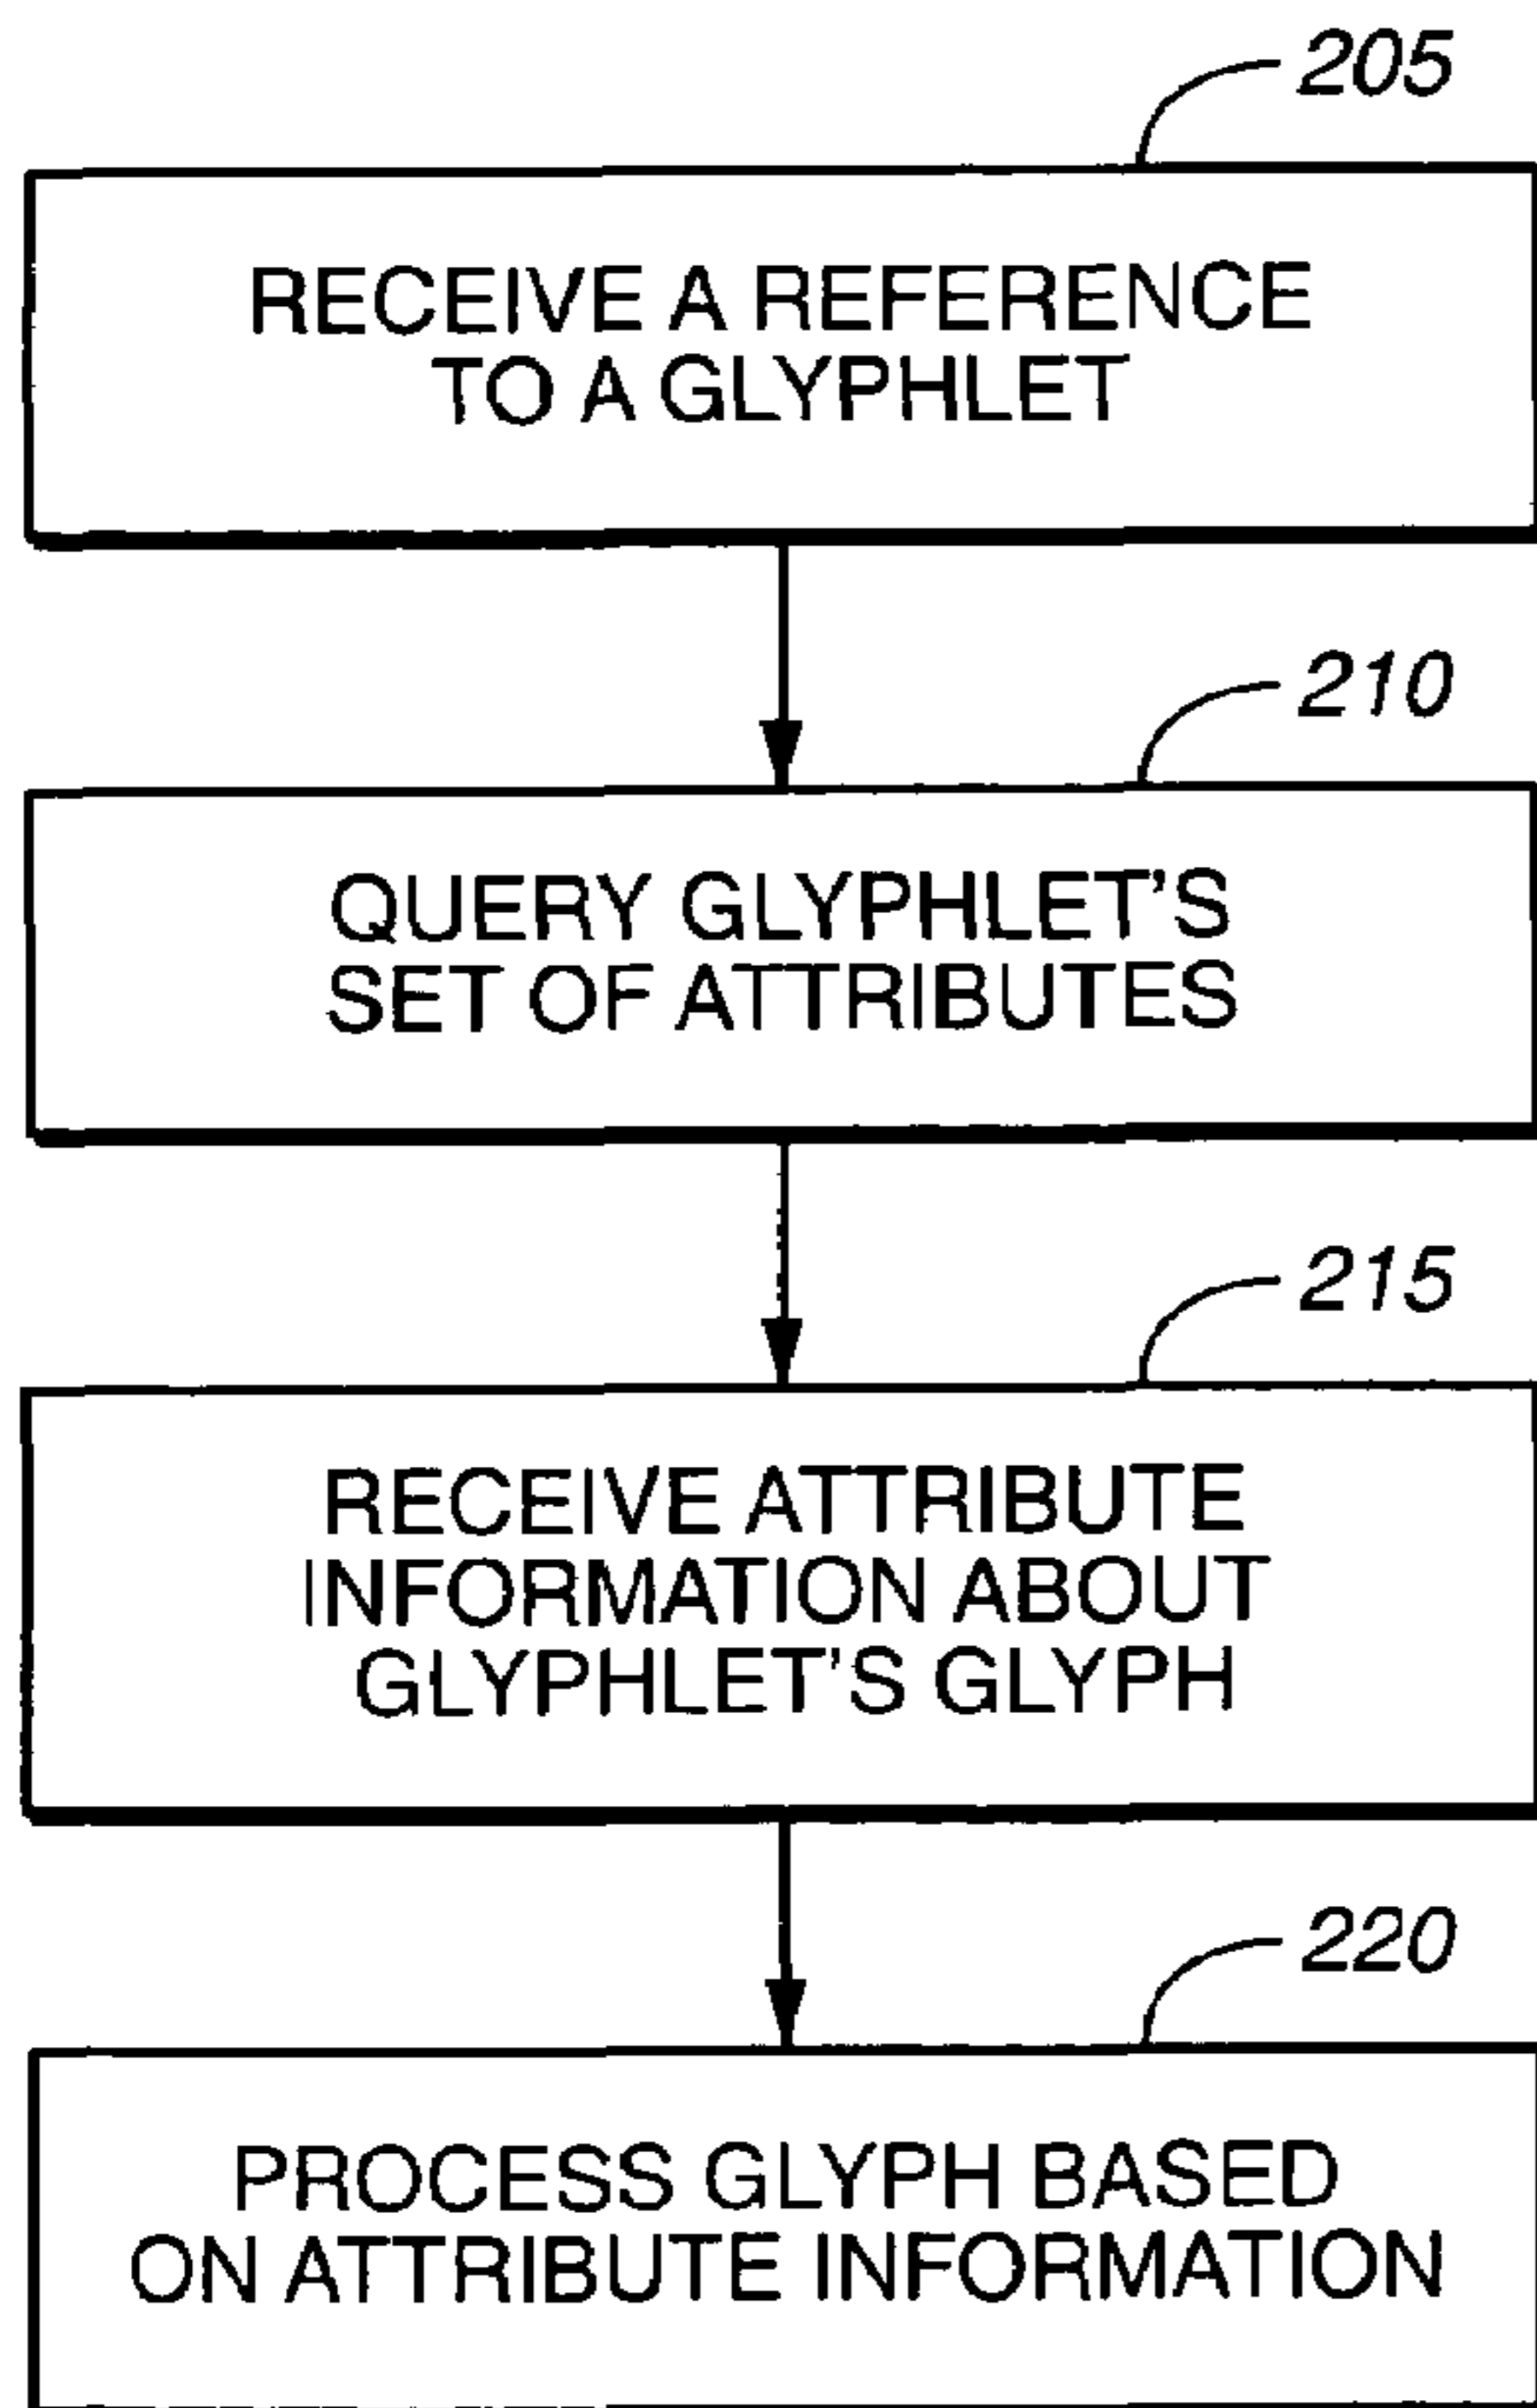 205
RECEIVE A REFERENCE
TO A GLYPHLET
210
QUERY GLYPHLET'S
SET OF ATTRIBUTES
215
RECEIVE ATTRIBUTE
INFORMATION ABOUT
GLYPHLET'S GLYPH
220
PROCESS GLYPH BASED
ON ATTRIBUTE INFORMATION